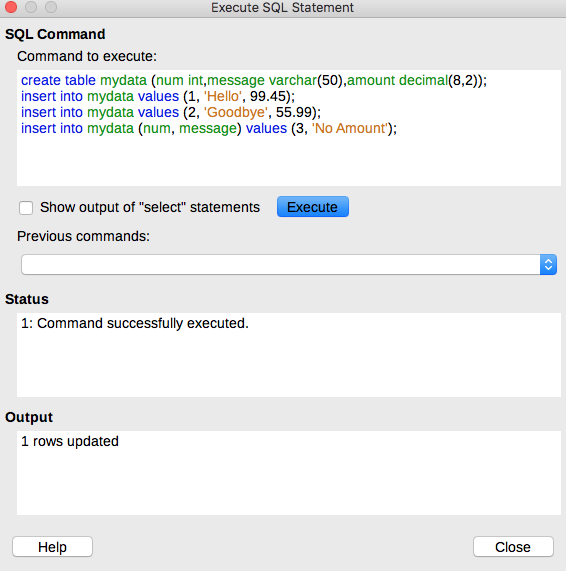 Execute SQL Statement
SQL Command
Command to execute:
create table mydata (num int,message varchar(50),amount decimal(8,2));
insert into mydata values (1, 'Hello', 99.45);
insert into mydata values (2, 'Goodbye', 55.99);
insert into mydata (num, message) values (3, 'No Amount');
Show output of "select" statements Execute
Previous commands:
Status
1: Command successfully executed.
Output
1 rows updated
Help Close